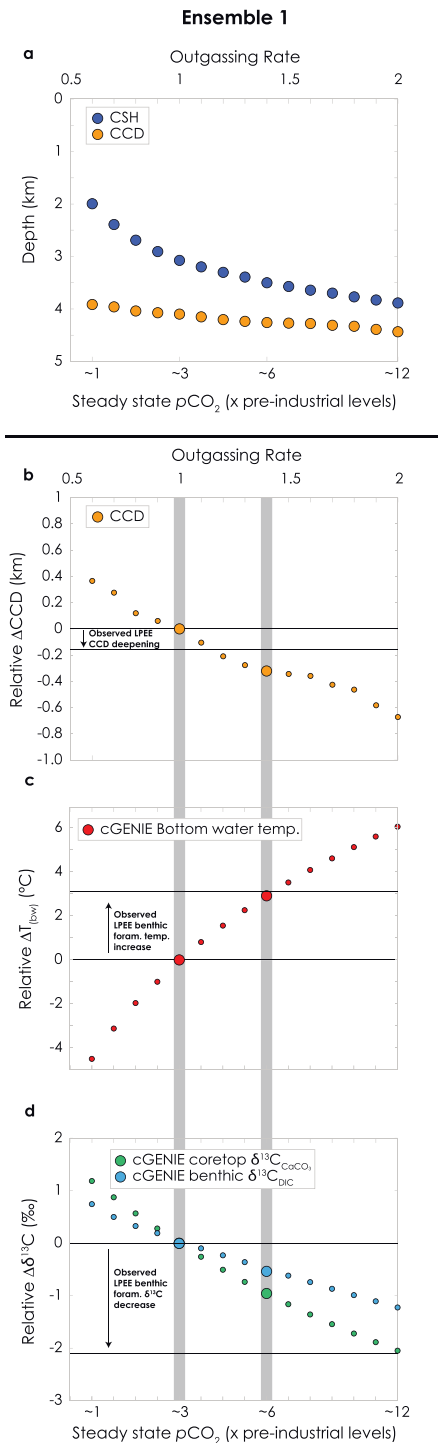 Ensemble 1
a
Outgassing Rate
0.5 1 1.5 2
CSH
CCD
Depth (km)
0
1
2
3
4
5
~1 ~3 ~6 ~12
Steady state pCO₂ (x pre-industrial levels)
b
Outgassing Rate
0.5 1 1.5 2
CCD
Relative ΔCCD (km)
1
0.8
0.6
0.4
0.2
0
-0.2
-0.4
-0.6
-0.8
-1.0
Observed LPEE
CCD deepening
c
cGENIE Bottom water temp.
Relative ΔT(bw) (°C)
6
4
2
0
-2
-4
Observed
LPEE benthic
foram. temp.
increase
d
cGENIE coretop δ¹³C CaCO₃
cGENIE benthic δ¹³C DIC
Relative Δδ¹³C (‰)
2
1
0
-1
-2
-3
Observed
LPEE benthic
foram. δ¹³C
decrease
~1 ~3 ~6 ~12
Steady state pCO₂ (x pre-industrial levels)